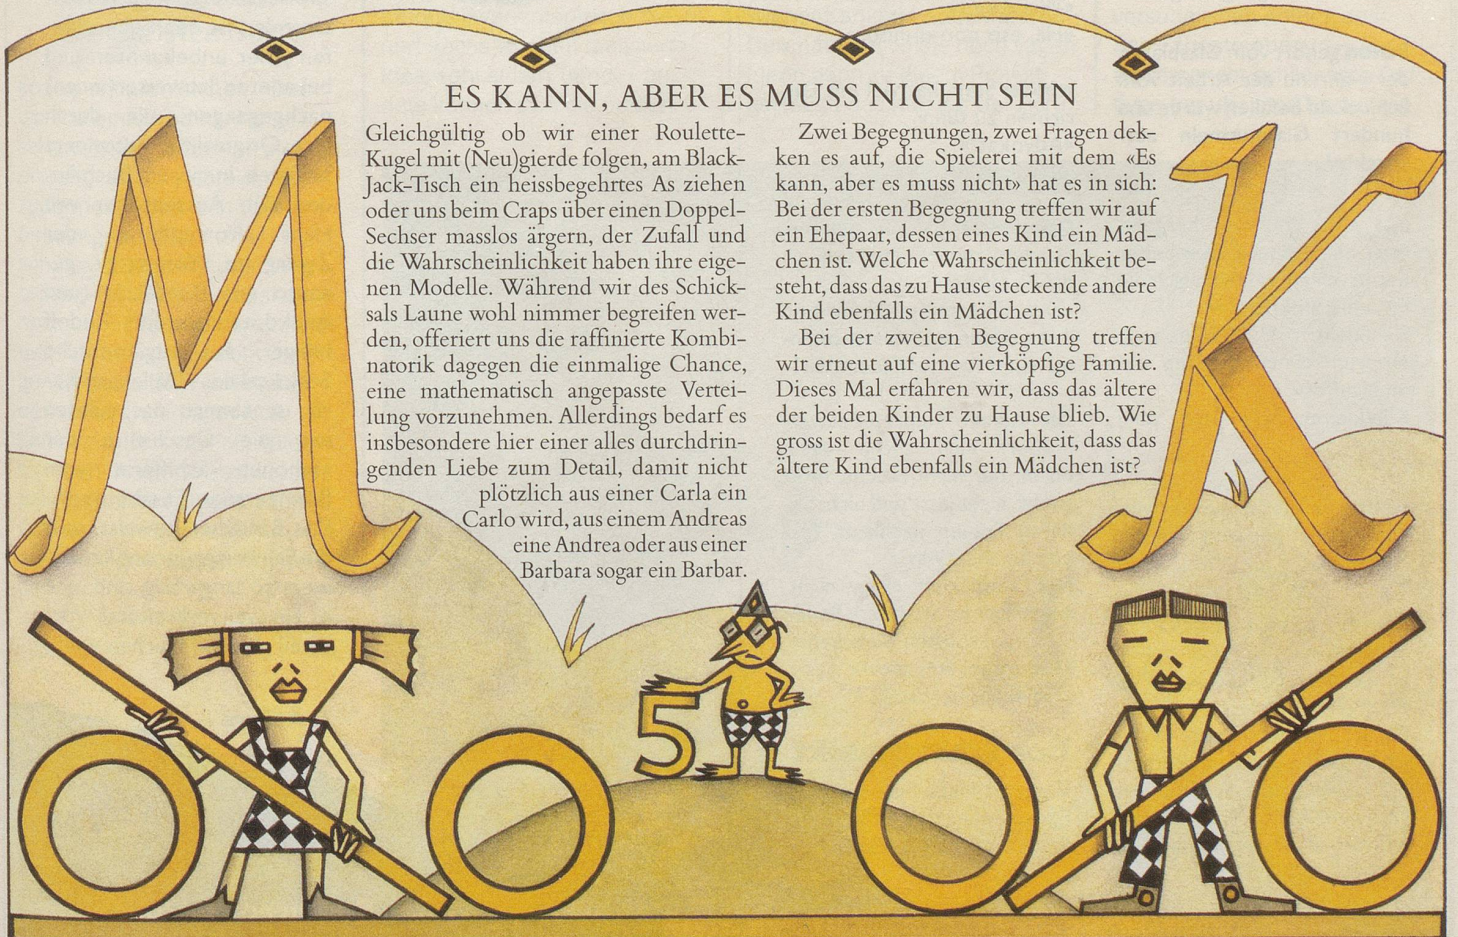 ES KANN, ABER ES MUSS NICHT SEIN
Gleichgültig ob wir einer Roulette-
Kugel mit (Neu)gierde folgen, am Black-
Jack-Tisch ein heissbegehrtes As ziehen
oder uns beim Craps über einen Doppel-
Sechser masslos ärgern, der Zufall und
die Wahrscheinlichkeit haben ihre eige-
nen Modelle. Während wir des Schick-
sals Laune wohl nimmer begreifen wer-
den, offeriert uns die raffinierte Kombi-
natorik dagegen die einmalige Chance,
eine mathematisch angepasste Vertei-
lung vorzunehmen. Allerdings bedarf es
insbesondere hier einer alles durchdrin-
genden Liebe zum Detail, damit nicht
plötzlich aus einer Carla ein
Carlo wird, aus einem Andreas
eine Andrea oder aus einer
Barbara sogar ein Barbar.
Zwei Begegnungen, zwei Fragen dek-
ken es auf, die Spielerei mit dem «Es
kann, aber es muss nicht» hat es in sich:
Bei der ersten Begegnung treffen wir auf
ein Ehepaar, dessen eines Kind ein Mäd-
chen ist. Welche Wahrscheinlichkeit be-
steht, dass das zu Hause steckende andere
Kind ebenfalls ein Mädchen ist?
Bei der zweiten Begegnung treffen
wir erneut auf eine vierköpfige Familie.
Dieses Mal erfahren wir, dass das ältere
der beiden Kinder zu Hause blieb. Wie
gross ist die Wahrscheinlichkeit, dass das
ältere Kind ebenfalls ein Mädchen ist?
M K
5